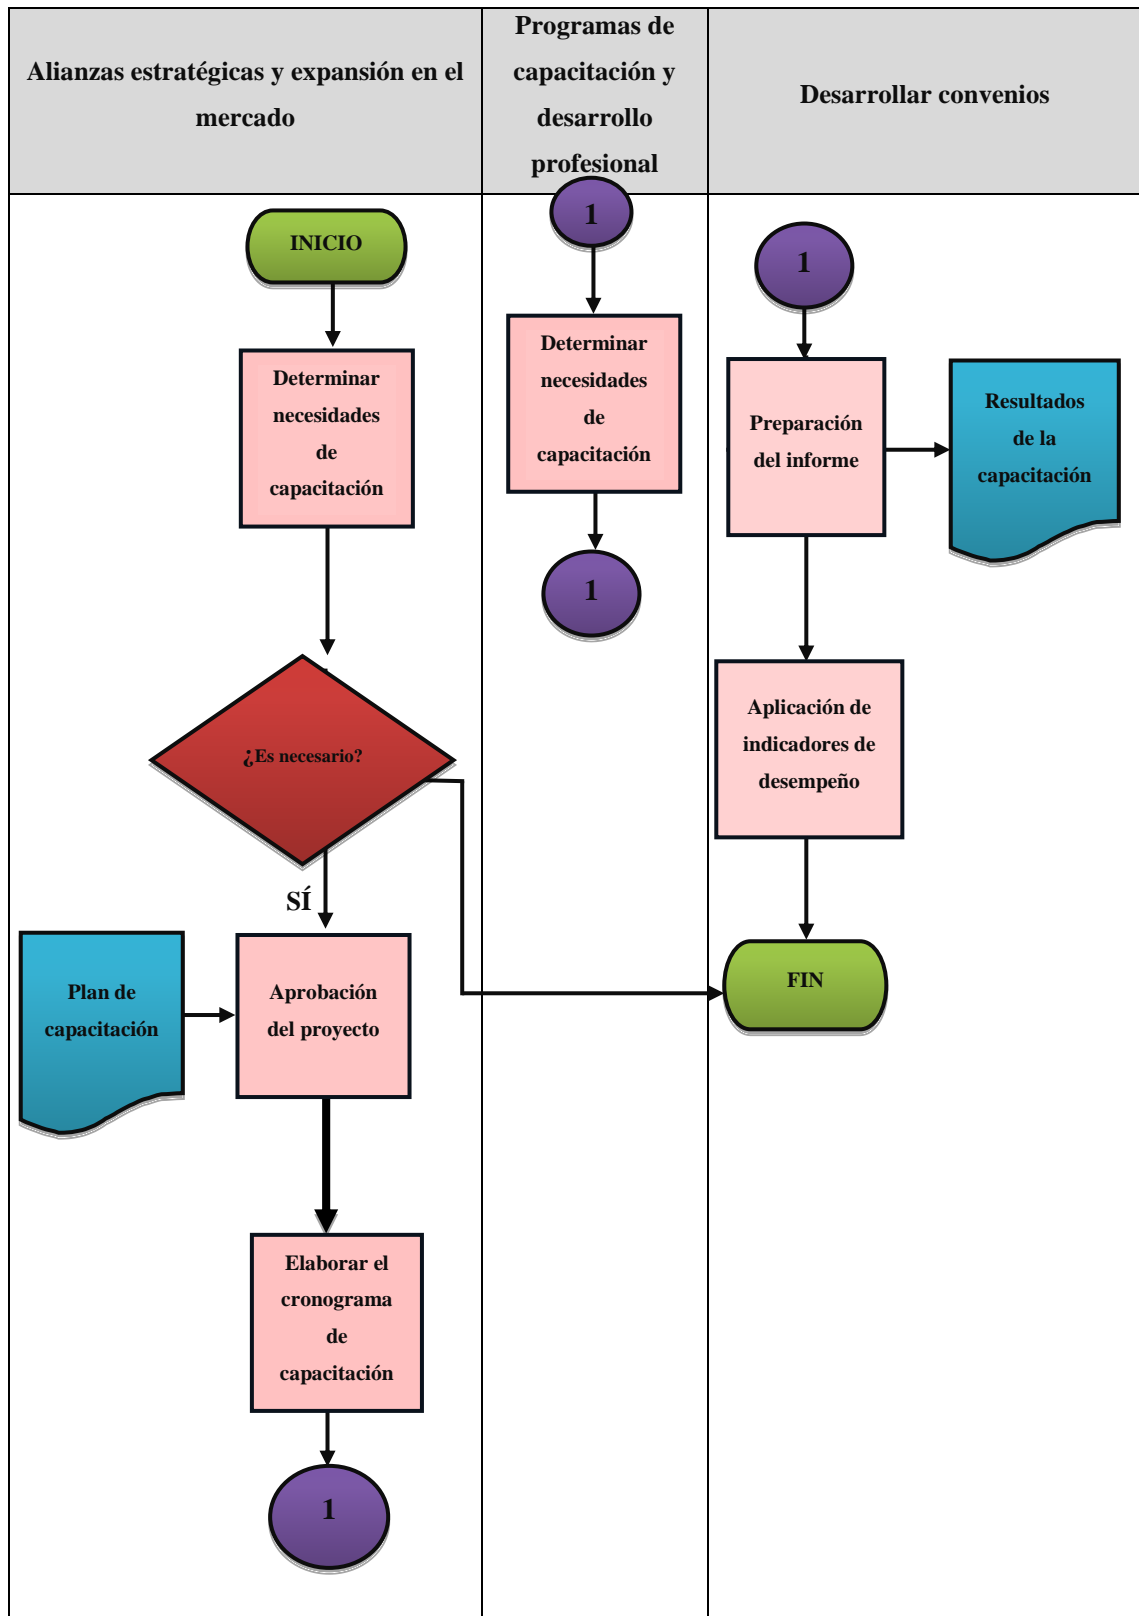 Alianzas estratégicas y expansión en el
mercado
Programas de
capacitación y
desarrollo
profesional
Desarrollar convenios
INICIO
Determinar
necesidades
de
capacitación
¿Es necesario?
SÍ
Plan de
capacitación
Aprobación
del proyecto
Elaborar el
cronograma
de
capacitación
1
1
Determinar
necesidades
de
capacitación
1
1
Preparación
del informe
Resultados
de la
capacitación
Aplicación de
indicadores de
desempeño
FIN